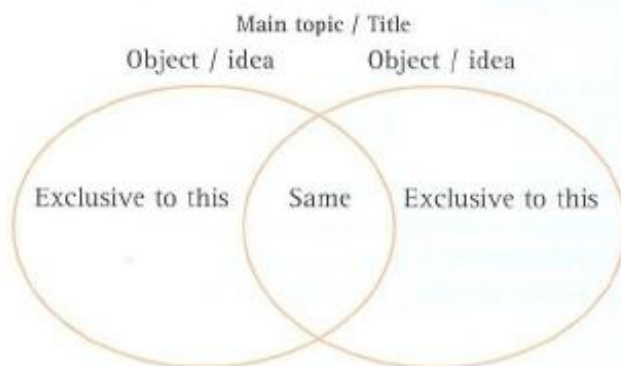 Main topic / Title
Object / idea Object / idea
Exclusive to this Same Exclusive to this